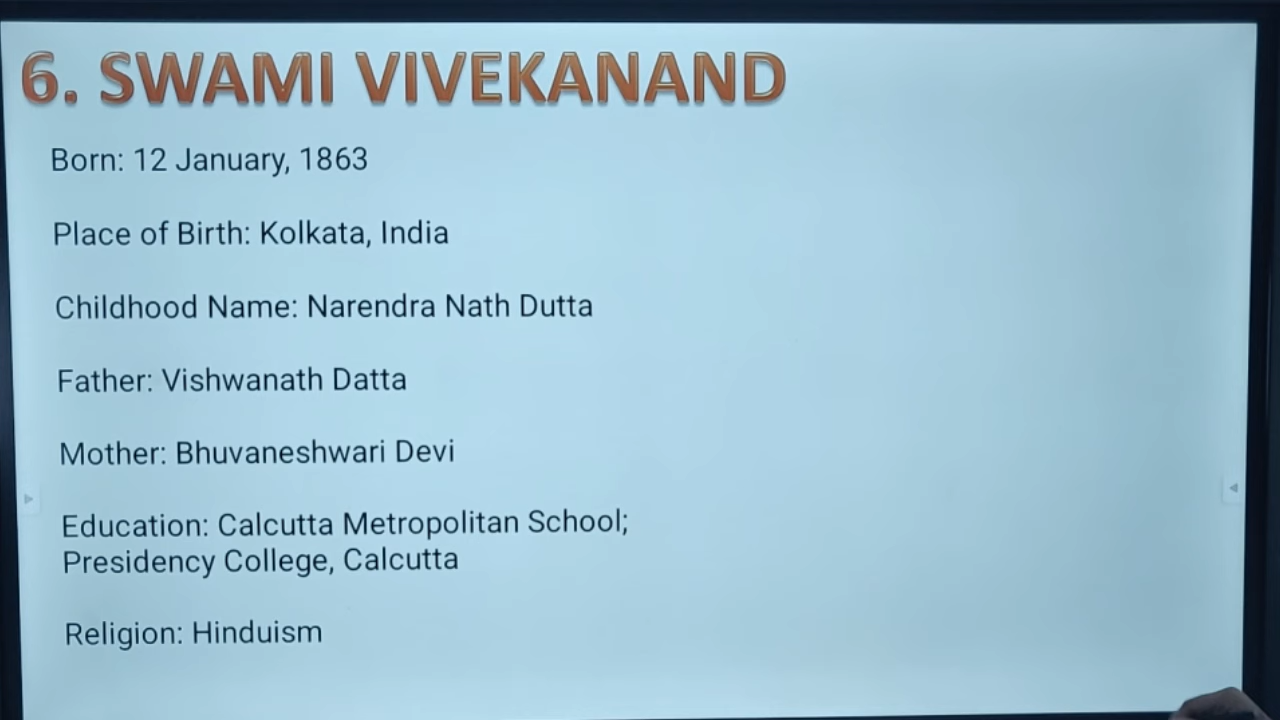 6. SWAMI VIVEKANAND
Born: 12 January, 1863
Place of Birth: Kolkata, India
Childhood Name: Narendra Nath Dutta
Father: Vishwanath Datta
Mother: Bhuvaneshwari Devi
Education: Calcutta Metropolitan School;
Presidency College, Calcutta
Religion: Hinduism